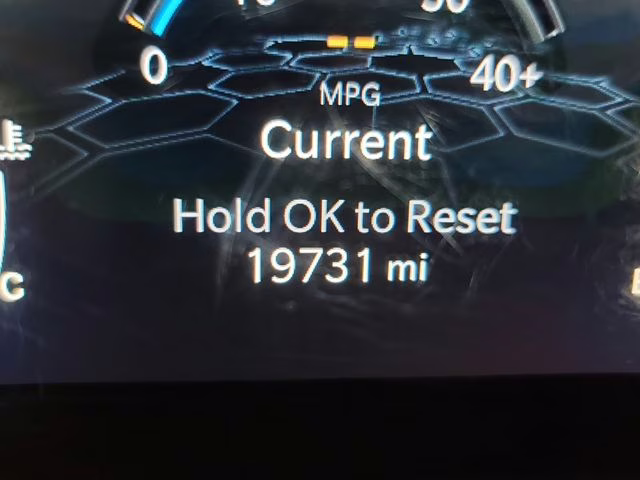 0
40+
MPG
Current
Hold OK to Reset
19731 mi
C